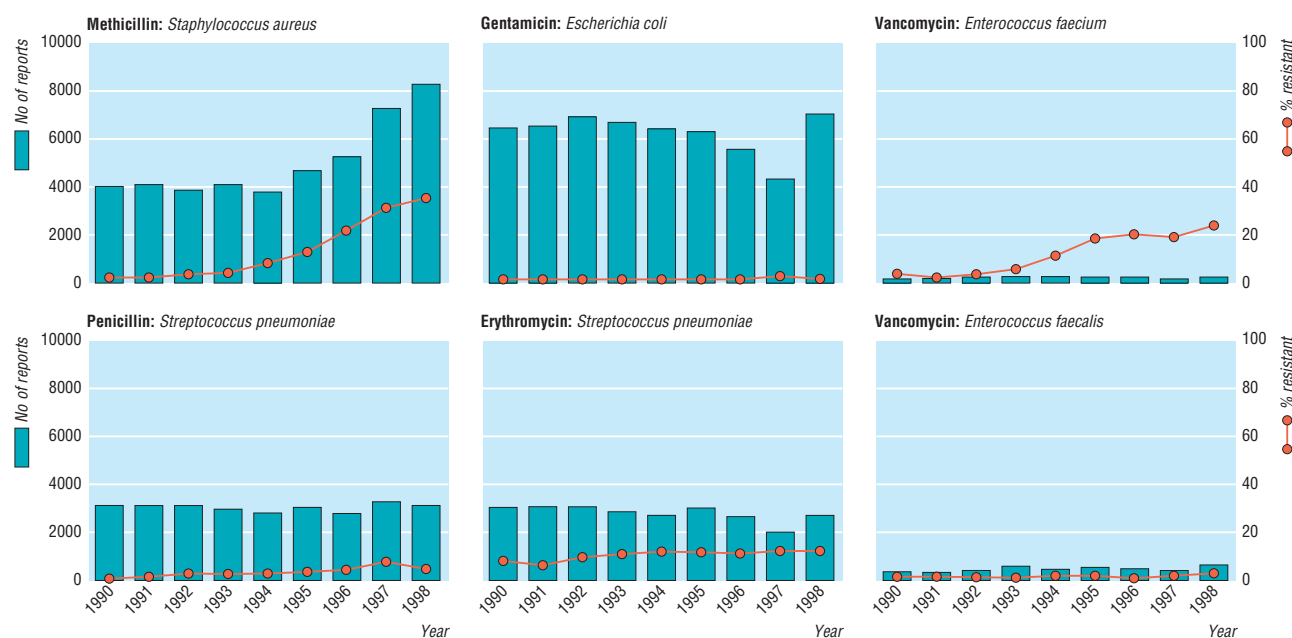 Methicillin: Staphylococcus aureus
Gentamicin: Escherichia coli
Vancomycin: Enterococcus faecium
No of reports
10000
8000
6000
4000
2000
0
100
80
60
40
20
0
% resistant
Penicillin: Streptococcus pneumoniae
Erythromycin: Streptococcus pneumoniae
Vancomycin: Enterococcus faecalis
No of reports
10000
8000
6000
4000
2000
0
100
80
60
40
20
0
% resistant
1990 1991 1992 1993 1994 1995 1996 1997 1998
Year
1990 1991 1992 1993 1994 1995 1996 1997 1998
Year
1990 1991 1992 1993 1994 1995 1996 1997 1998
Year